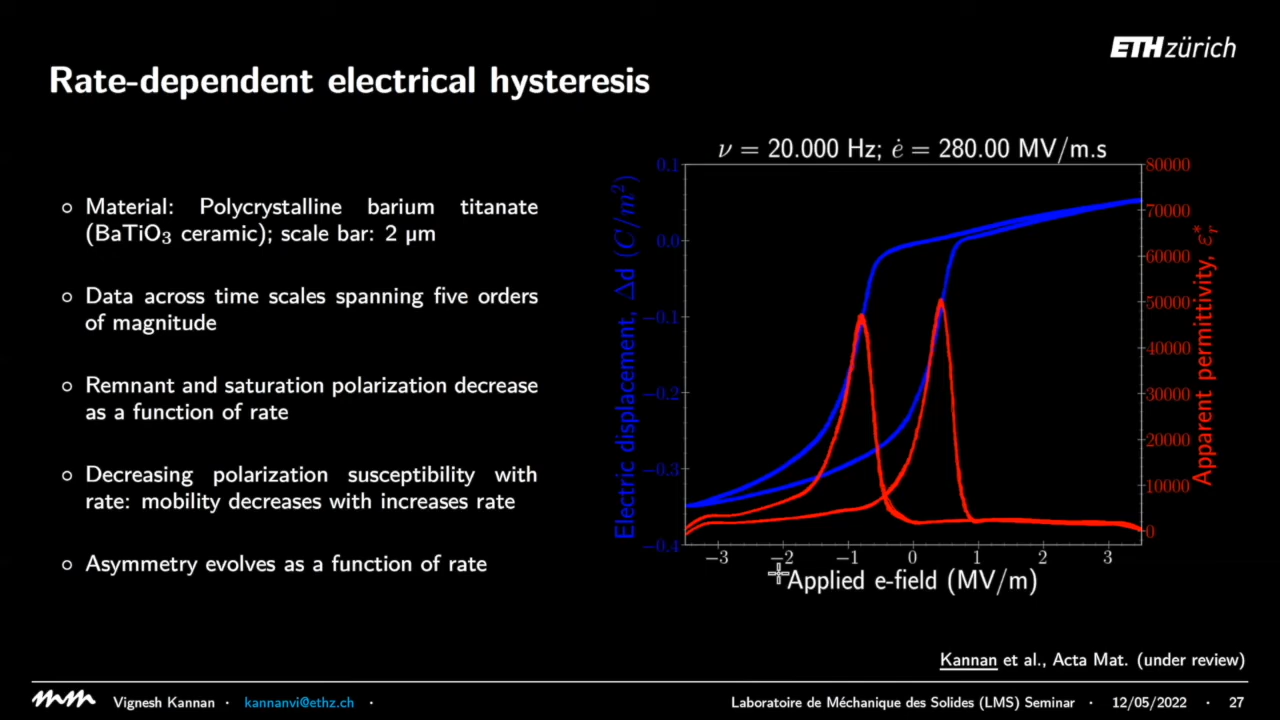 ETH zürich
Rate-dependent electrical hysteresis
Material: Polycrystalline barium titanate
(BaTiO₃ ceramic); scale bar: 2 µm
Data across time scales spanning five orders
of magnitude
Remnant and saturation polarization decrease
as a function of rate
Decreasing polarization susceptibility with
rate: mobility decreases with increases rate
Asymmetry evolves as a function of rate
ν = 20.000 Hz; ė = 280.00 MV/m.s
Electric displacement, Δd (C/m²)
0.1
0.0
−0.1
−0.2
−0.3
−0.4
−3 −2 −1 0 1 2 3
Applied e-field (MV/m)
80000
70000
60000
50000
40000
30000
20000
10000
0
Apparent permittivity, εᵣ*
Kannan et al., Acta Mat. (under review)
Vignesh Kannan · kannanvi@ethz.ch ·
Laboratoire de Méchanique des Solides (LMS) Seminar · 12/05/2022 · 27